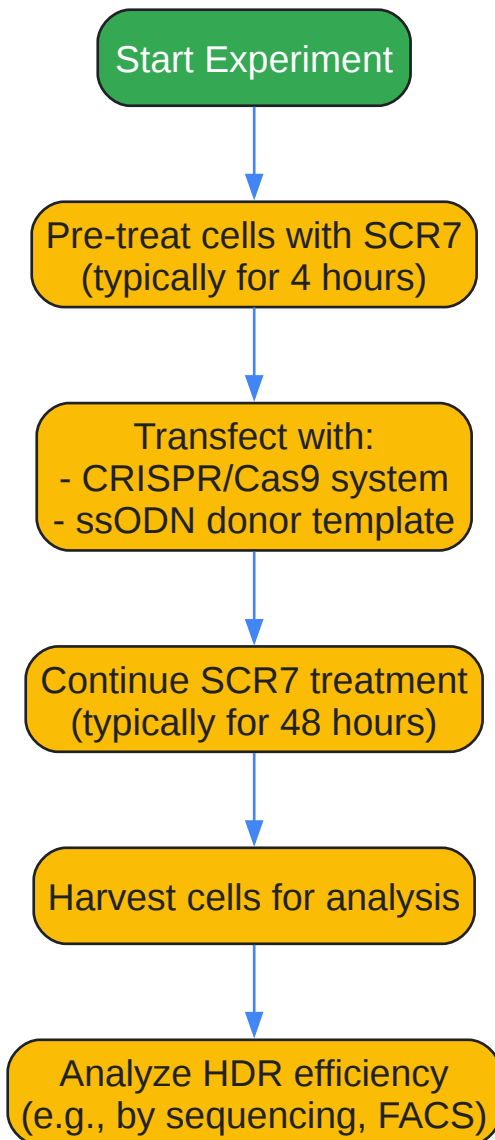 Start Experiment
Pre-treat cells with SCR7
(typically for 4 hours)
Transfect with:
- CRISPR/Cas9 system
- ssODN donor template
Continue SCR7 treatment
(typically for 48 hours)
Harvest cells for analysis
Analyze HDR efficiency
(e.g., by sequencing, FACS)